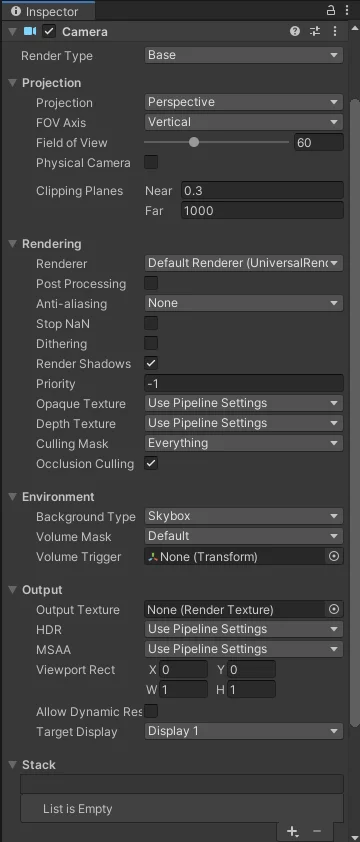 Inspector
Camera
Render Type Base
Projection
Projection Perspective
FOV Axis Vertical
Field of View 60
Physical Camera
Clipping Planes Near 0.3
Far 1000
Rendering
Renderer Default Renderer (UniversalRend
Post Processing
Anti-aliasing None
Stop NaN
Dithering
Render Shadows
Priority -1
Opaque Texture Use Pipeline Settings
Depth Texture Use Pipeline Settings
Culling Mask Everything
Occlusion Culling
Environment
Background Type Skybox
Volume Mask Default
Volume Trigger None (Transform)
Output
Output Texture None (Render Texture)
HDR Use Pipeline Settings
MSAA Use Pipeline Settings
Viewport Rect X 0 Y 0
W 1 H 1
Allow Dynamic Res
Target Display Display 1
Stack
List is Empty